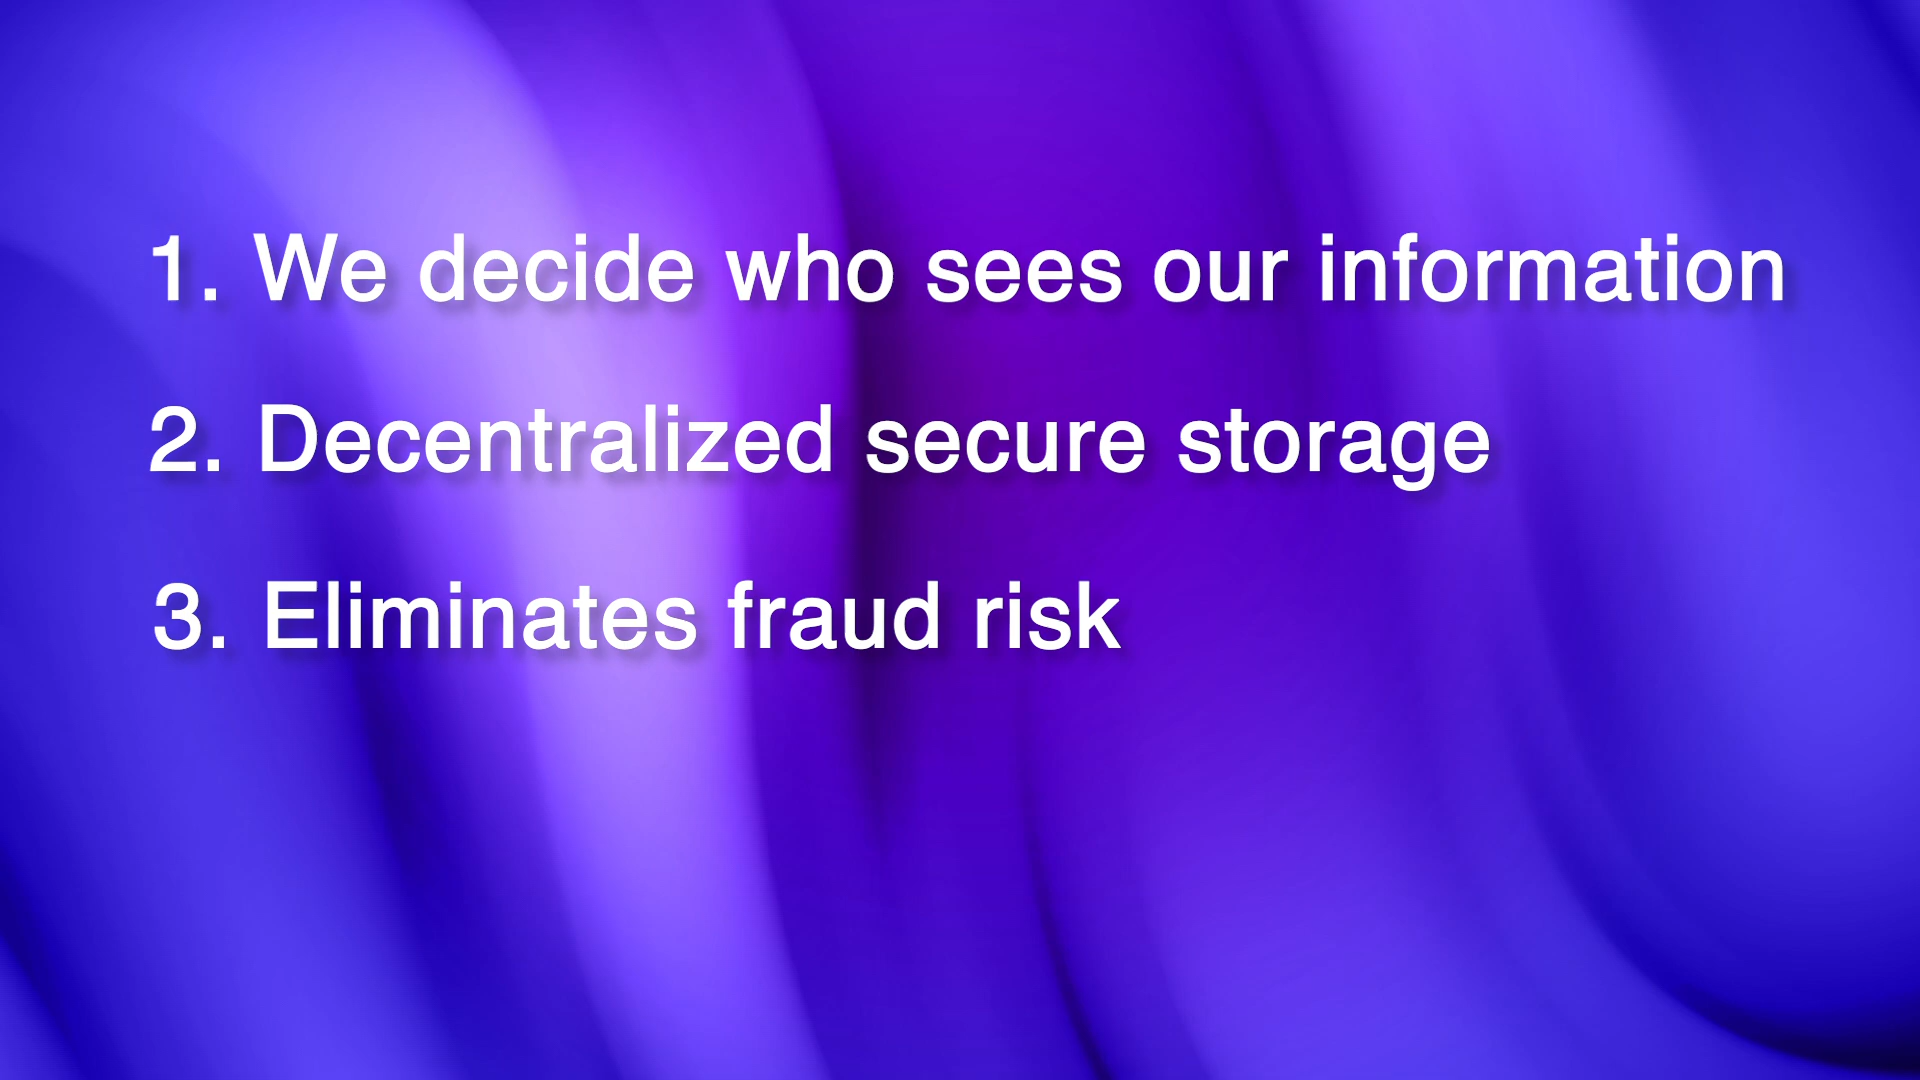 1. We decide who sees our information
2. Decentralized secure storage
3. Eliminates fraud risk